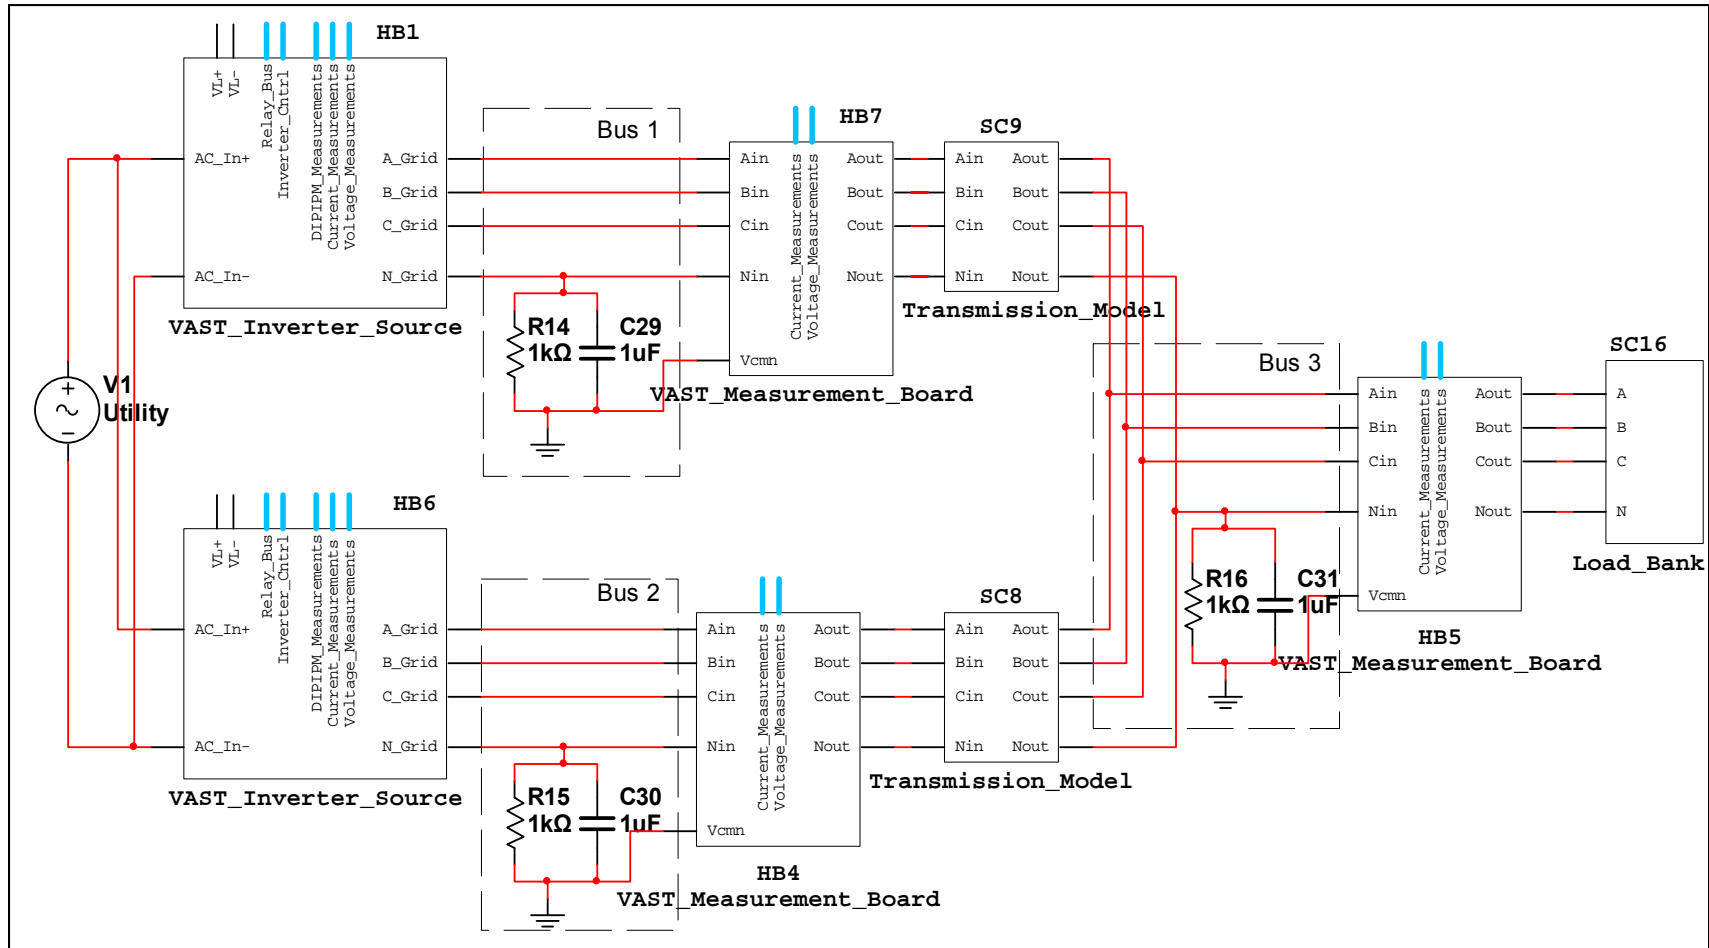 HB1
VL+
VL-
Relay_Bus
Inverter_Cntrl
DIPIPM_Measurements
Current_Measurements
Voltage_Measurements
AC_In+
AC_In-
A_Grid
B_Grid
C_Grid
N_Grid
VAST_Inverter_Source
Bus 1
R14
1kΩ
C29
1uF
HB7
Ain
Bin
Cin
Nin
Vcmn
Current_Measurements
Voltage_Measurements
Aout
Bout
Cout
Nout
VAST_Measurement_Board
SC9
Ain
Bin
Cin
Nin
Aout
Bout
Cout
Nout
Transmission_Model
V1
Utility
HB6
VL+
VL-
Relay_Bus
Inverter_Cntrl
DIPIPM_Measurements
Current_Measurements
Voltage_Measurements
AC_In+
AC_In-
A_Grid
B_Grid
C_Grid
N_Grid
VAST_Inverter_Source
Bus 2
R15
1kΩ
C30
1uF
Ain
Bin
Cin
Nin
Vcmn
Current_Measurements
Voltage_Measurements
Aout
Bout
Cout
Nout
HB4
VAST_Measurement_Board
SC8
Ain
Bin
Cin
Nin
Aout
Bout
Cout
Nout
Transmission_Model
Bus 3
R16
1kΩ
C31
1uF
Ain
Bin
Cin
Nin
Vcmn
Current_Measurements
Voltage_Measurements
Aout
Bout
Cout
Nout
HB5
VAST_Measurement_Board
SC16
A
B
C
N
Load_Bank